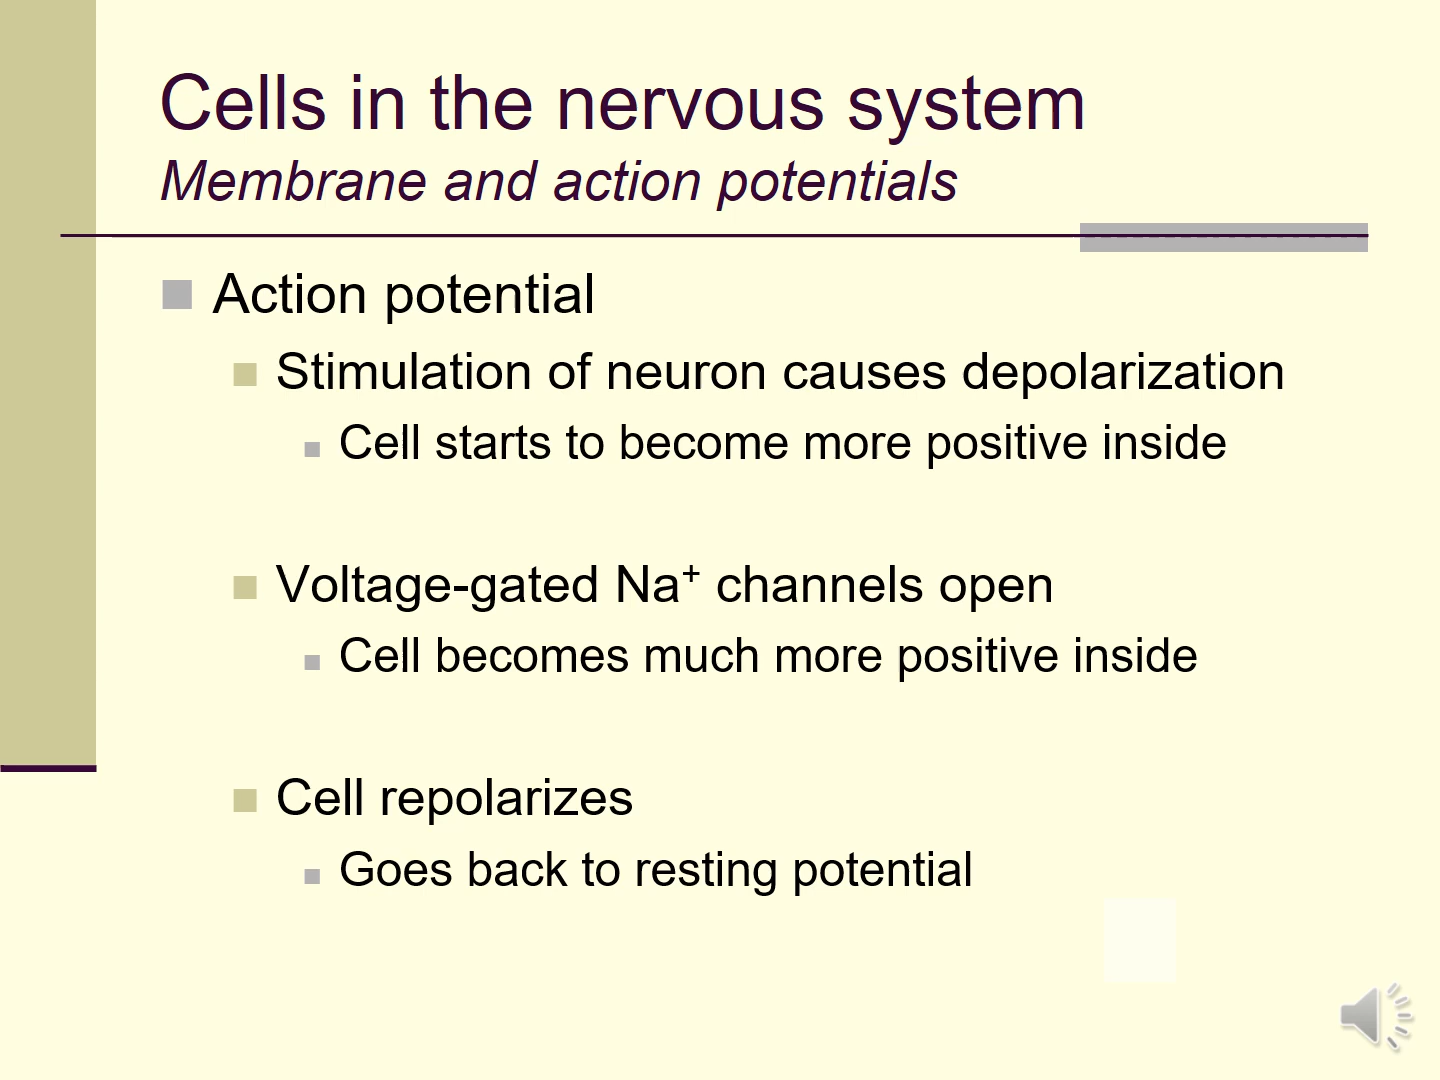 Cells in the nervous system
Membrane and action potentials
Action potential
Stimulation of neuron causes depolarization
Cell starts to become more positive inside
Voltage-gated Na⁺ channels open
Cell becomes much more positive inside
Cell repolarizes
Goes back to resting potential